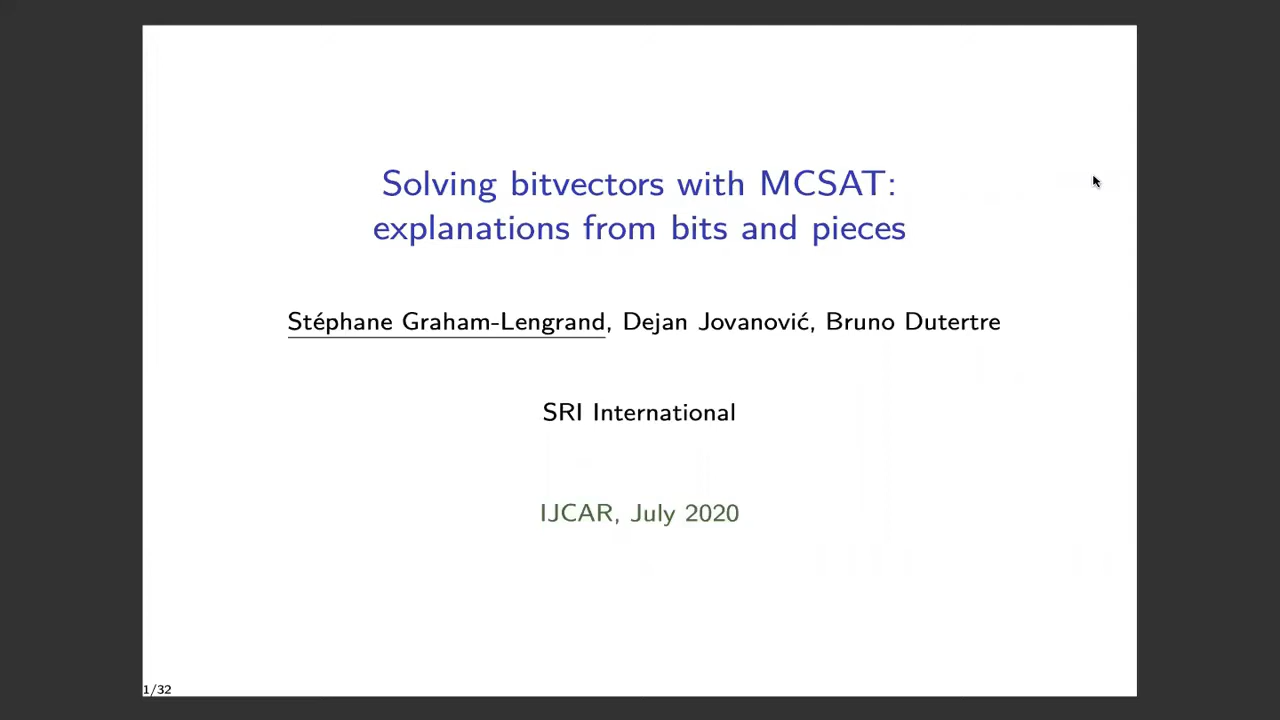 Solving bitvectors with MCSAT:
explanations from bits and pieces
Stéphane Graham-Lengrand, Dejan Jovanović, Bruno Dutertre
SRI International
IJCAR, July 2020
1/32